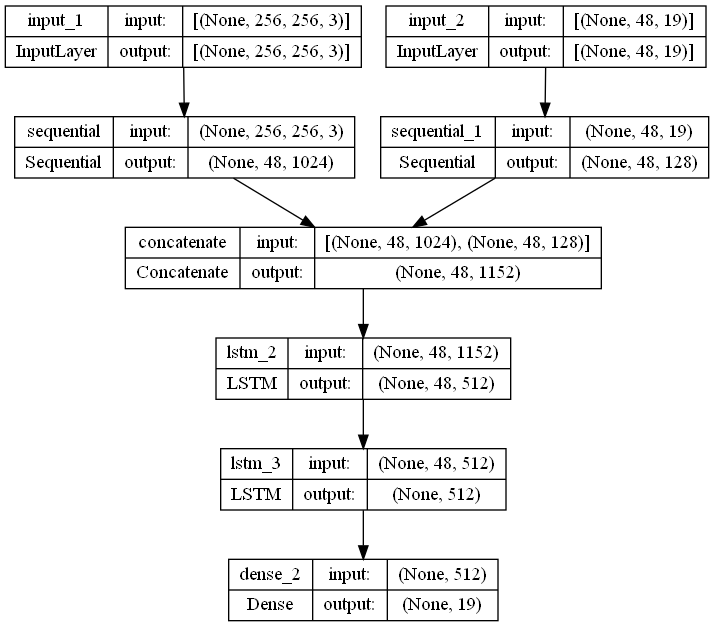 input_1 input: [(None, 256, 256, 3)]
InputLayer output: [(None, 256, 256, 3)]
input_2 input: [(None, 48, 19)]
InputLayer output: [(None, 48, 19)]
sequential input: (None, 256, 256, 3)
Sequential output: (None, 48, 1024)
sequential_1 input: (None, 48, 19)
Sequential output: (None, 48, 128)
concatenate input: [(None, 48, 1024), (None, 48, 128)]
Concatenate output: (None, 48, 1152)
lstm_2 input: (None, 48, 1152)
LSTM output: (None, 48, 512)
lstm_3 input: (None, 48, 512)
LSTM output: (None, 512)
dense_2 input: (None, 512)
Dense output: (None, 19)